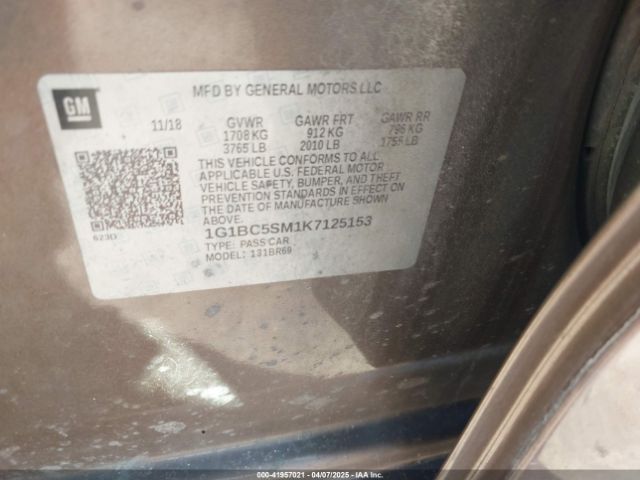 GM
MFD BY GENERAL MOTORS LLC
11/18 GVWR GAWR FRT GAWR RR
1708 KG 912 KG 796 KG
3765 LB 2010 LB 1755 LB
THIS VEHICLE CONFORMS TO ALL
APPLICABLE U.S. FEDERAL MOTOR
VEHICLE SAFETY, BUMPER, AND THEFT
PREVENTION STANDARDS IN EFFECT ON
THE DATE OF MANUFACTURE SHOWN
ABOVE.
623D
1G1BC5SM1K7125153
TYPE: PASS CAR
MODEL: 131BR69
000-41957021 - 04/07/2025 - IAA Inc.